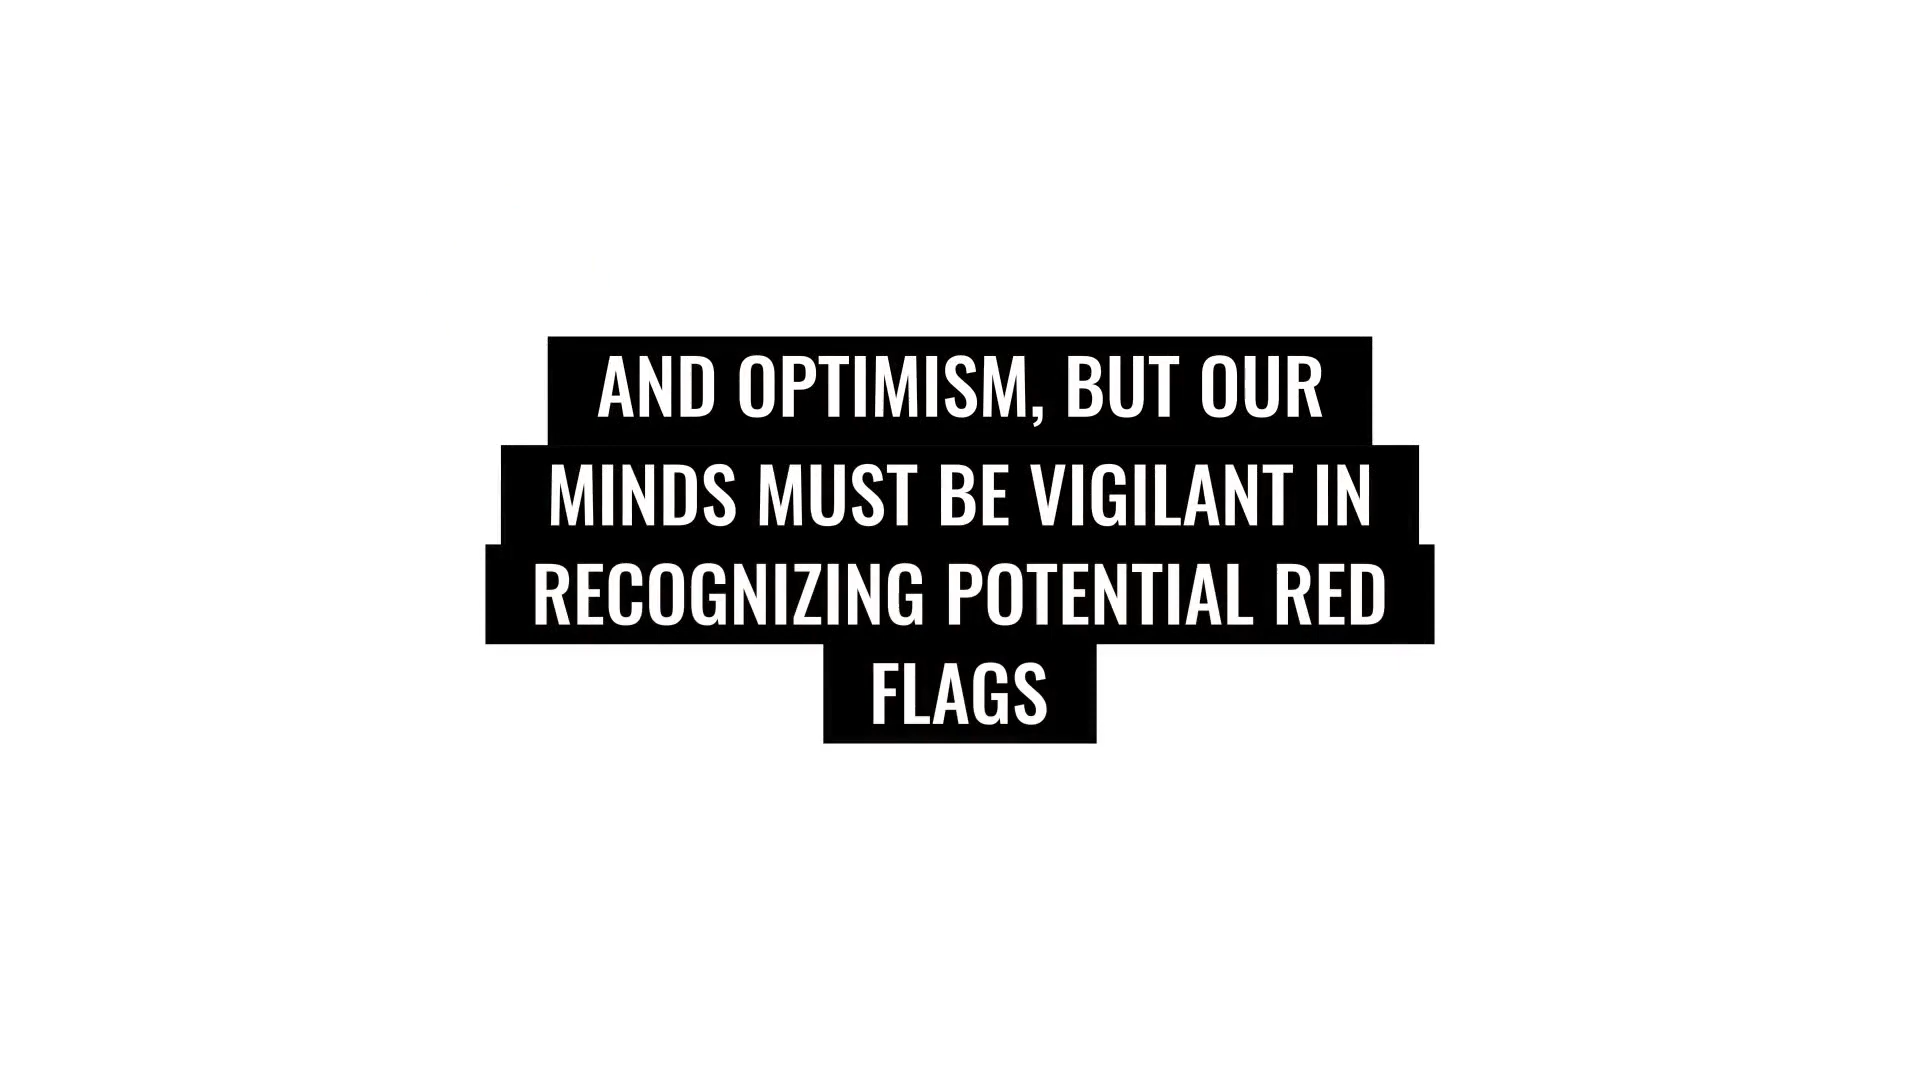 AND OPTIMISM, BUT OUR
MINDS MUST BE VIGILANT IN
RECOGNIZING POTENTIAL RED
FLAGS